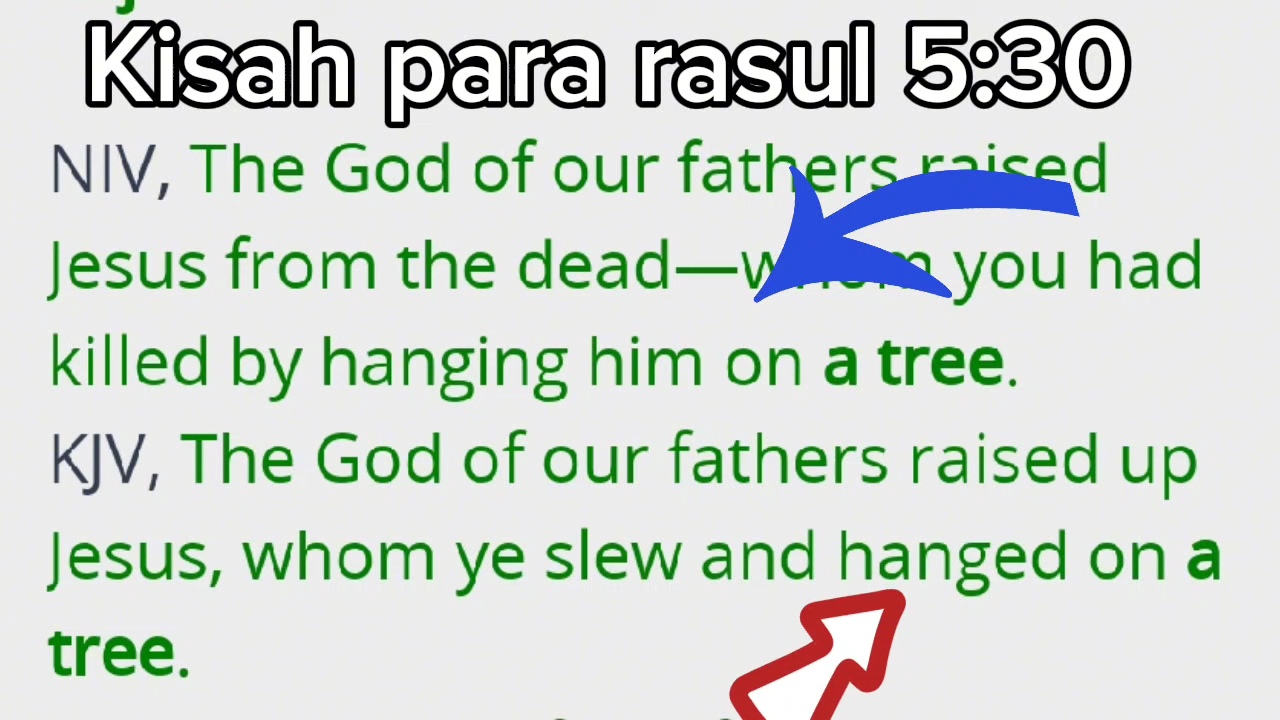 Kisah para rasul 5:30
NIV, The God of our fathers raised
Jesus from the dead—whom you had
killed by hanging him on a tree.
KJV, The God of our fathers raised up
Jesus, whom ye slew and hanged on a
tree.